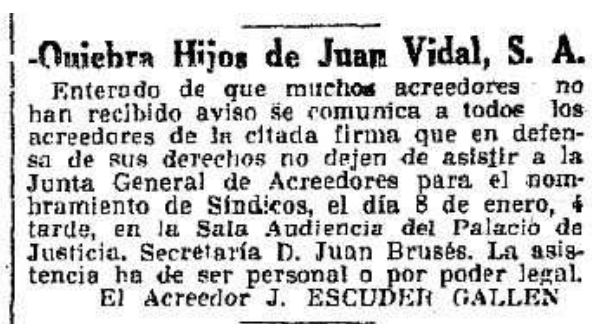 -Quiebra Hijos de Juan Vidal, S. A.
Enterado de que muchos acreedores no
han recibido aviso se comunica a todos los
acreedores de la citada firma que en defen-
sa de sus derechos no dejen de asistir a la
Junta General de Acreedores para el nom-
bramiento de Síndicos, el día 8 de enero, 4
tarde, en la Sala Audiencia del Palacio de
Justicia. Secretaría D. Juan Brusés. La asis-
tencia ha de ser personal o por poder legal.
El Acreedor J. ESCUDER GALLEN